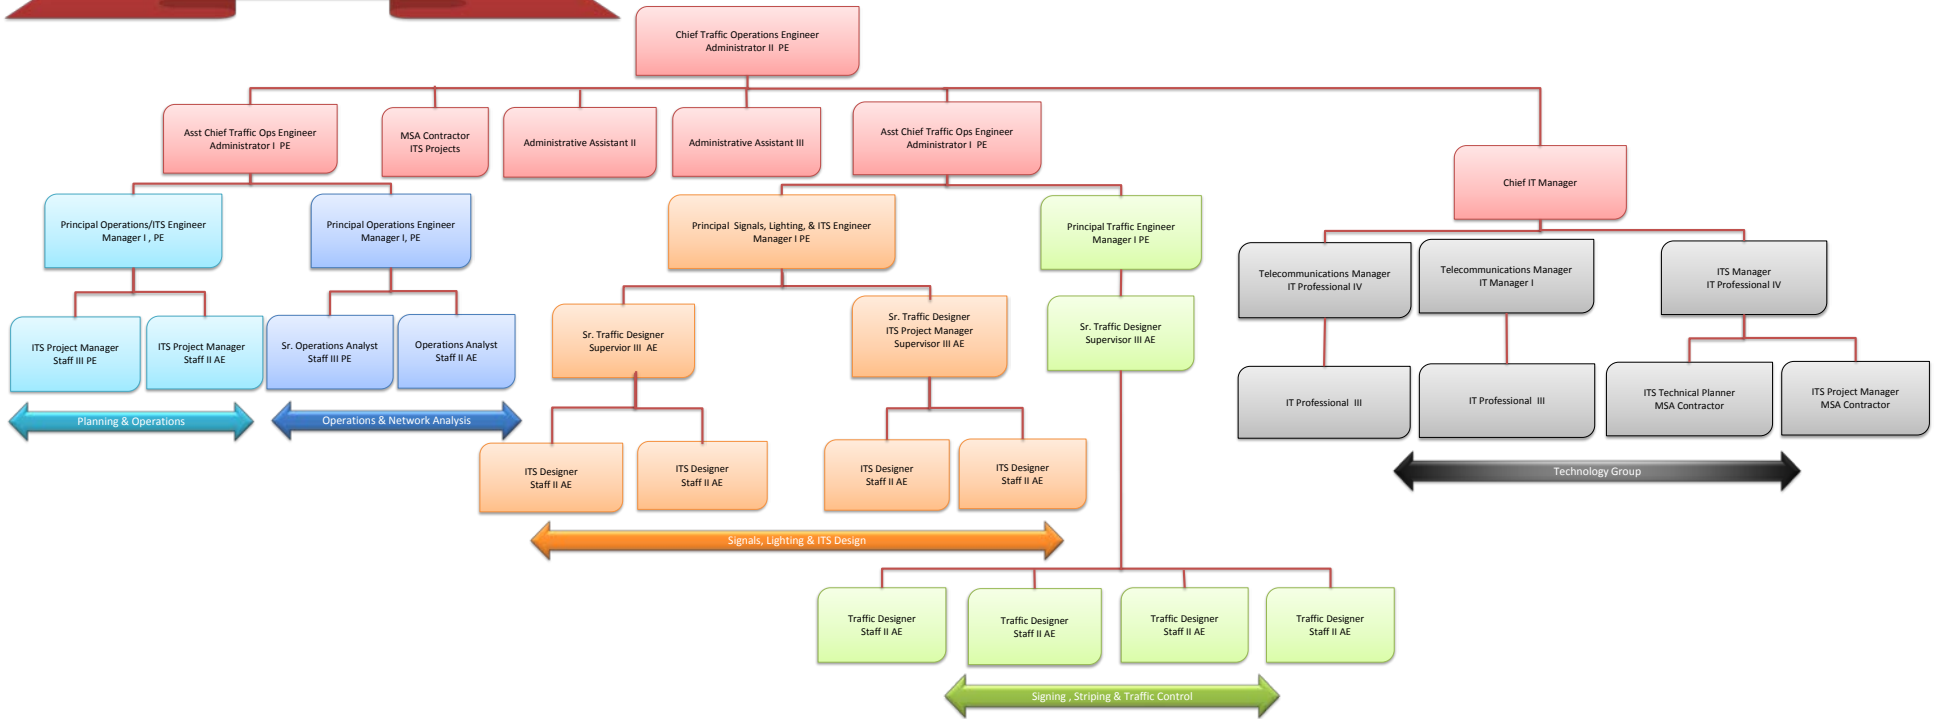 Chief Traffic Operations Engineer
Administrator II  PE
Asst Chief Traffic Ops Engineer
Administrator I  PE
MSA Contractor
ITS Projects
Administrative Assistant II
Administrative Assistant III
Asst Chief Traffic Ops Engineer
Administrator I  PE
Chief IT Manager
Principal Operations/ITS Engineer
Manager I , PE
Principal Operations Engineer
Manager I, PE
Principal  Signals, Lighting, & ITS Engineer
Manager I PE
Principal Traffic Engineer
Manager I PE
Telecommunications Manager
IT Professional IV
Telecommunications Manager
IT Manager I
ITS Manager
IT Professional IV
ITS Project Manager
Staff III PE
ITS Project Manager
Staff II AE
Sr. Operations Analyst
Staff III PE
Operations Analyst
Staff II AE
Sr. Traffic Designer
Supervior III  AE
Sr. Traffic Designer
ITS Project Manager
Supervisor III AE
Sr. Traffic Designer
Supervisor III AE
IT Professional  III
IT Professional  III
ITS Technical Planner
MSA Contractor
ITS Project Manager
MSA Contractor
Planning & Operations
Operations & Network Analysis
ITS Designer
Staff II AE
ITS Designer
Staff II AE
ITS Designer
Staff II AE
ITS Designer
Staff II AE
Technology Group
Signals, Lighting & ITS Design
Traffic Designer
Staff II AE
Traffic Designer
Staff II AE
Traffic Designer
Staff II AE
Traffic Designer
Staff II AE
Signing , Striping & Traffic Control